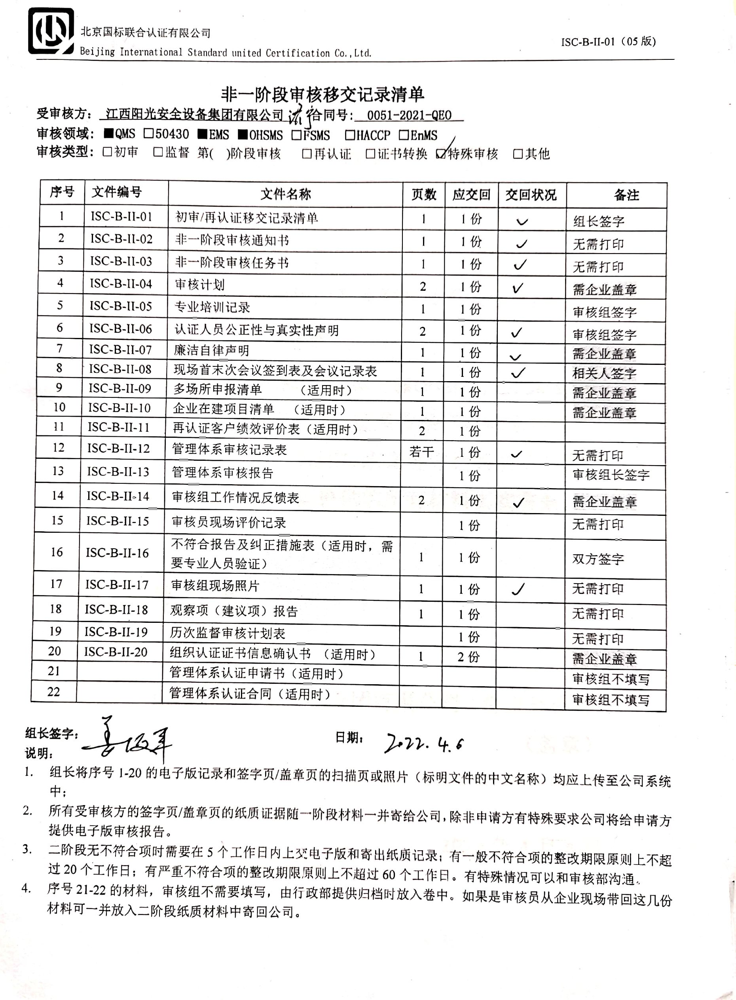 北京国标联合认证有限公司
Beijing International Standard united Certification Co.,Ltd.
ISC-B-II-01（05 版)
非一阶段审核移交记录清单
受审核方： 江西阳光安全设备集团有限公司 合同号： 0051-2021-QEO
审核领域：■QMS □50430 ■EMS ■OHSMS □FSMS □HACCP □EnMS
审核类型：□初审 □监督 第( )阶段审核 □再认证 □证书转换 ☑特殊审核 □其他
序号 文件编号 文件名称 页数 应交回 交回状况 备注
1 ISC-B-II-01 初审/再认证移交记录清单 1 1 份 ✓ 组长签字
2 ISC-B-II-02 非一阶段审核通知书 1 1 份 ✓ 无需打印
3 ISC-B-II-03 非一阶段审核任务书 1 1 份 ✓ 无需打印
4 ISC-B-II-04 审核计划 2 1 份 ✓ 需企业盖章
5 ISC-B-II-05 专业培训记录 1 1 份 审核组签字
6 ISC-B-II-06 认证人员公正性与真实性声明 2 1 份 ✓ 审核组签字
7 ISC-B-II-07 廉洁自律声明 1 1 份 ✓ 需企业盖章
8 ISC-B-II-08 现场首末次会议签到表及会议记录表 1 1 份 ✓ 相关人签字
9 ISC-B-II-09 多场所申报清单 （适用时） 1 1 份 需企业盖章
10 ISC-B-II-10 企业在建项目清单 （适用时） 1 1 份 需企业盖章
11 ISC-B-II-11 再认证客户绩效评价表（适用时） 2 1 份
12 ISC-B-II-12 管理体系审核记录表 若干 1 份 ✓ 无需打印
13 ISC-B-II-13 管理体系审核报告 1 份 审核组长签字
14 ISC-B-II-14 审核组工作情况反馈表 2 1 份 ✓ 需企业盖章
15 ISC-B-II-15 审核员现场评价记录 1 份 无需打印
16 ISC-B-II-16 不符合报告及纠正措施表（适用时，需
要专业人员验证） 1 1 份 双方签字
17 ISC-B-II-17 审核组现场照片 1 1 份 ✓ 无需打印
18 ISC-B-II-18 观察项（建议项）报告 1 1 份 无需打印
19 ISC-B-II-19 历次监督审核计划表 1 份 无需打印
20 ISC-B-II-20 组织认证证书信息确认书 （适用时） 1 2 份 需企业盖章
21 管理体系认证申请书（适用时） 审核组不填写
22 管理体系认证合同（适用时） 审核组不填写
组长签字： 日期： 2022.4.6
说明：
1. 组长将序号 1-20 的电子版记录和签字页/盖章页的扫描页或照片（标明文件的中文名称）均应上传至公司系统
中；
2. 所有受审核方的签字页/盖章页的纸质证据随一阶段材料一并寄给公司，除非申请方有特殊要求公司将给申请方
提供电子版审核报告。
3. 二阶段无不符合项时需要在 5 个工作日内上交电子版和寄出纸质记录；有一般不符合项的整改期限原则上不超
过 20 个工作日；有严重不符合项的整改期限原则上不超过 60 个工作日。有特殊情况可以和审核部沟通。
4. 序号 21-22 的材料，审核组不需要填写，由行政部提供归档时放入卷中。如果是审核员从企业现场带回这几份
材料可一并放入二阶段纸质材料中寄回公司。